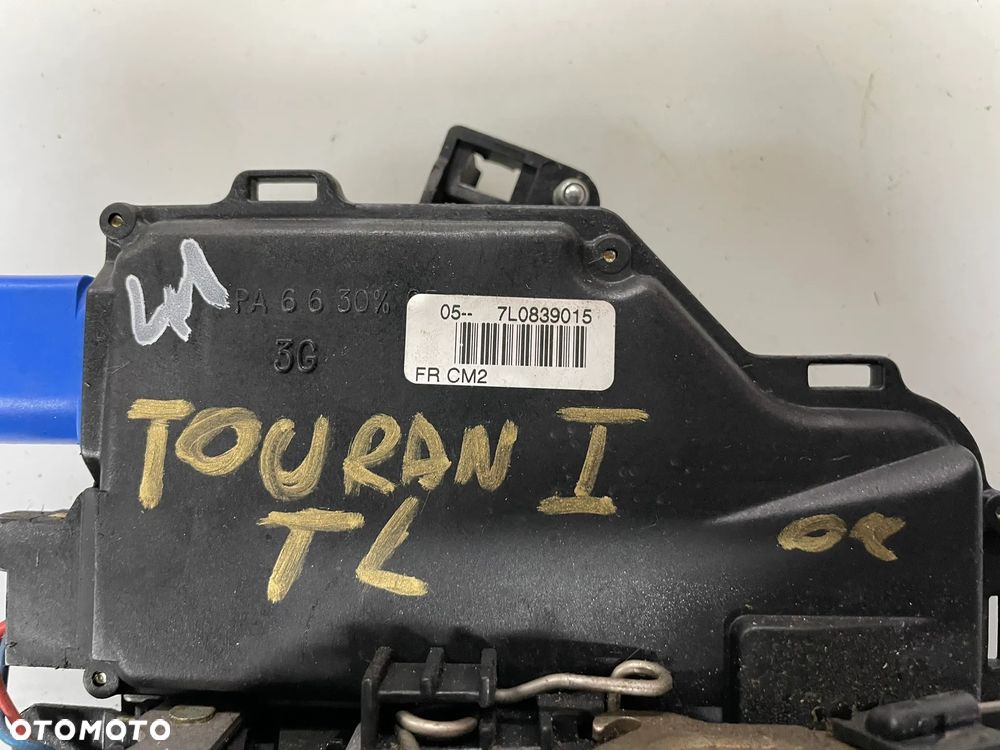 PA 6 6 30%
3G
05-- 7L0839015
FR CM2
TOURAN I
TL
OTOMOTO